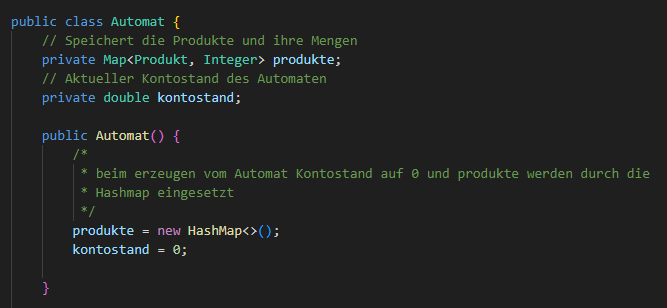 public class Automat {
// Speichert die Produkte und ihre Mengen
private Map<Produkt, Integer> produkte;
// Aktueller Kontostand des Automaten
private double kontostand;
public Automat() {
/*
* beim erzeugen vom Automat Kontostand auf 0 und produkte werden durch die
* Hashmap eingesetzt
*/
produkte = new HashMap<>();
kontostand = 0;
}